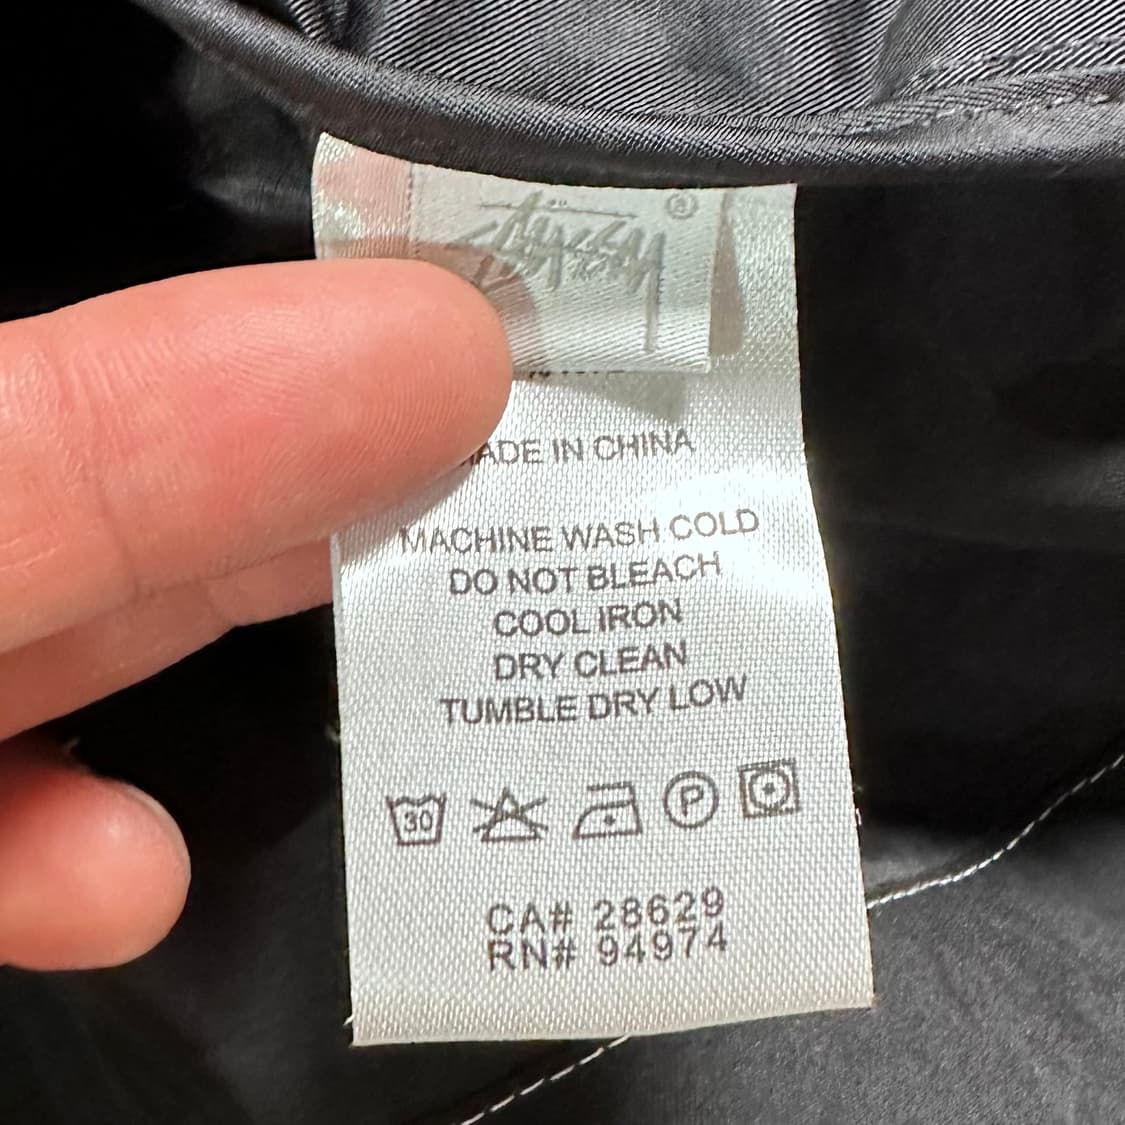 STÜSSY ®
MADE IN CHINA
MACHINE WASH COLD
DO NOT BLEACH
COOL IRON
DRY CLEAN
TUMBLE DRY LOW
30 P
CA# 28629
RN# 94974